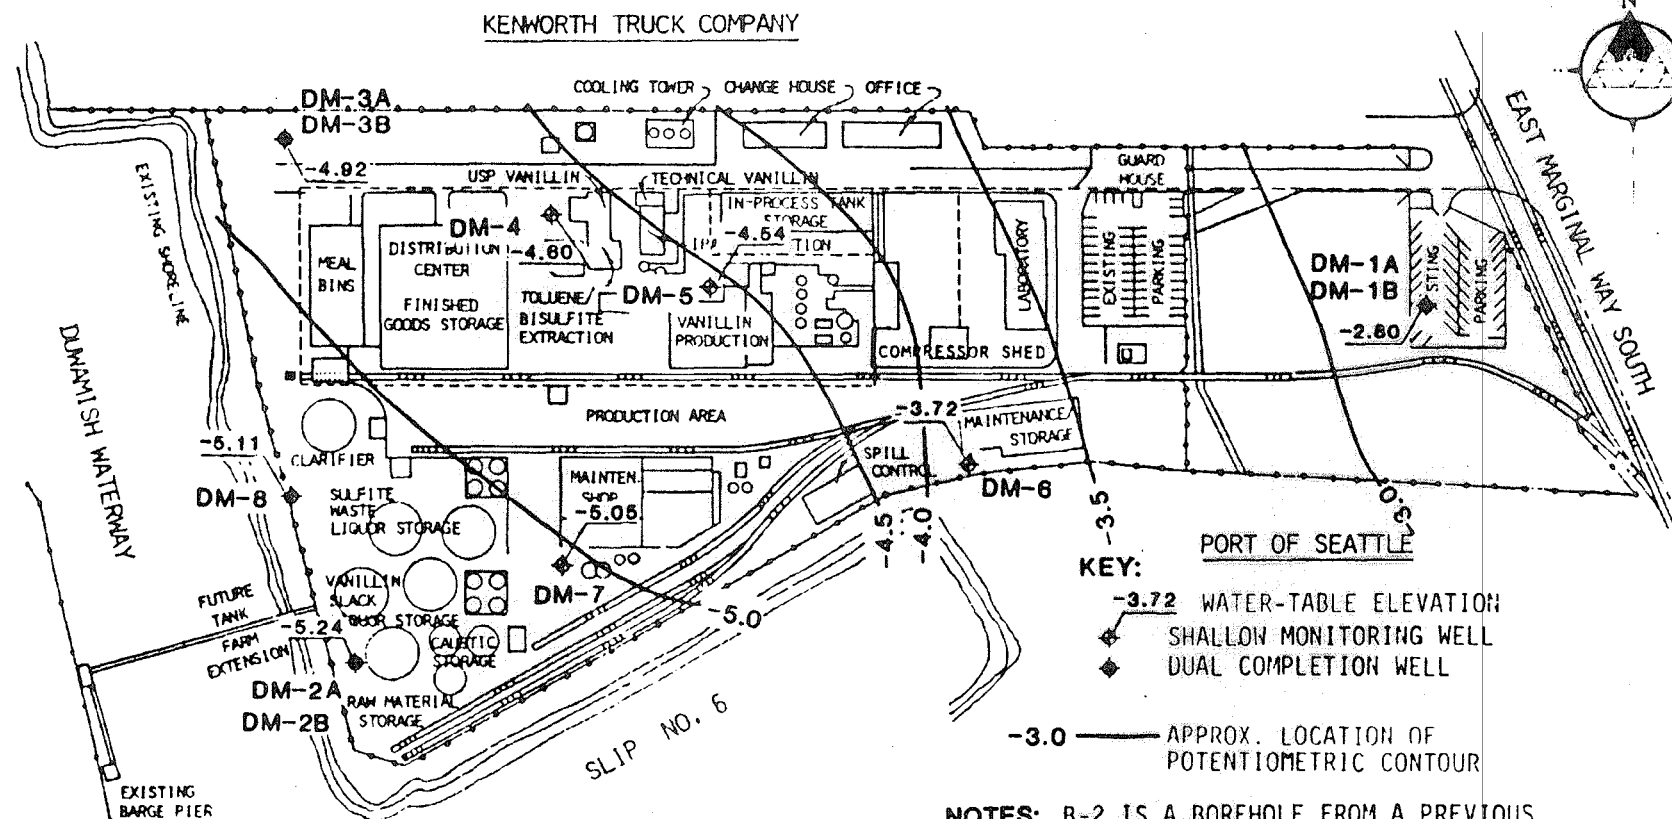 KENWORTH TRUCK COMPANY
N
COOLING TOWER
CHANGE HOUSE
OFFICE
DM-3A
DM-3B
-4.92
EAST MARGINAL WAY SOUTH
GUARD
HOUSE
USP VANILLIN
TECHNICAL VANILLIN
IN-PROCESS TANK
STORAGE
EXISTING SHORELINE
DM-4
-4.60
-4.54
MEAL
BINS
DISTRIBUTION
CENTER
FINISHED
GOODS STORAGE
TOLUENE/
BISULFITE
EXTRACTION
DM-5
VANILLIN
PRODUCTION
LABORATORY
EXISTING
PARKING
DM-1A
DM-1B
-2.80
STING
PARKING
COMPRESSOR SHED
DUWAMISH WATERWAY
PRODUCTION AREA
-3.72
MAINTENANCE/
STORAGE
-5.11
CLARIFIER
SPILL
CONTROL
DM-8
SULFITE
WASTE
LIQUOR STORAGE
MAINTEN.
SHOP
-5.05
DM-6
-4.5
-4.0
-3.5
-3.0
PORT OF SEATTLE
DM-7
-5.0
FUTURE
TANK
FARM
EXTENSION
VANILLIN
SLACK
QUOR STORAGE
-5.24
CAUSTIC
STORAGE
DM-2A
DM-2B
RAW MATERIAL
STORAGE
SLIP NO. 6
EXISTING
BARGE PIER
KEY:
-3.72 WATER-TABLE ELEVATION
SHALLOW MONITORING WELL
DUAL COMPLETION WELL
-3.0 APPROX. LOCATION OF
POTENTIOMETRIC CONTOUR
NOTES: B-2 IS A BOREHOLE FROM A PREVIOUS